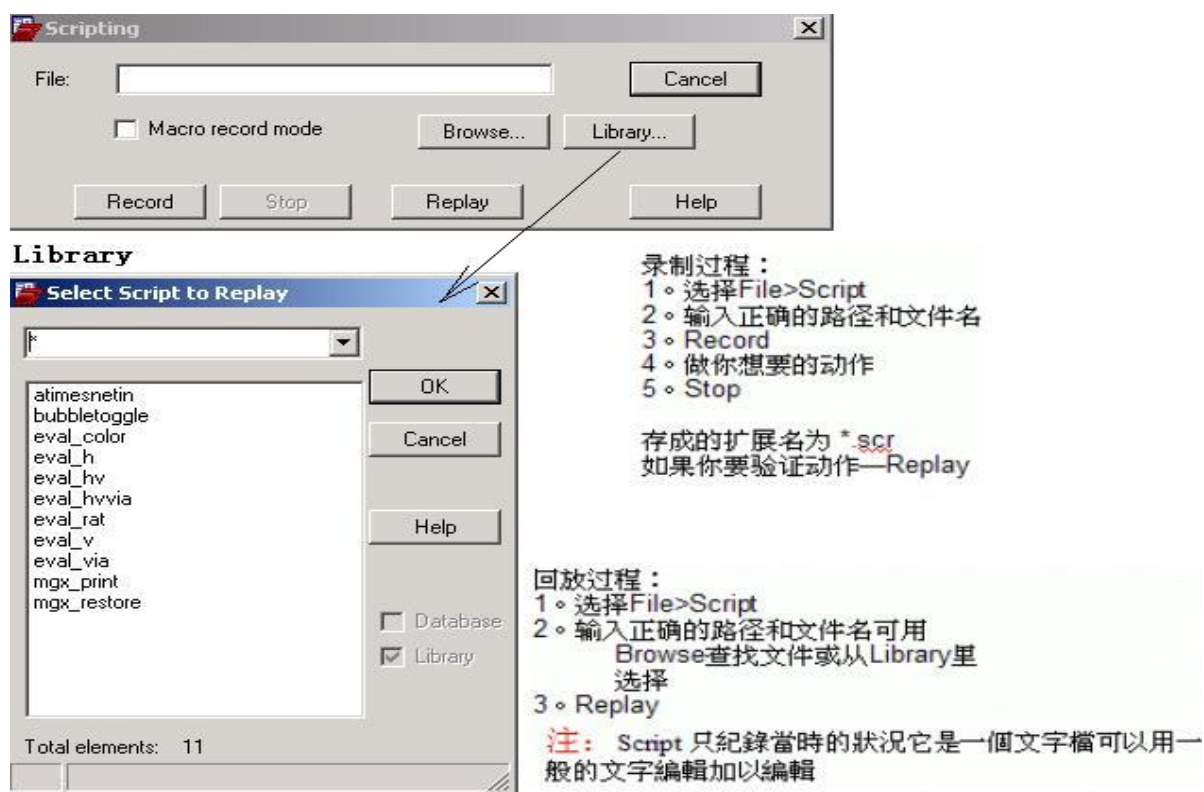 Scripting
File:
Cancel
Macro record mode
Browse...
Library...
Record
Stop
Replay
Help
Library
Select Script to Replay
*
atimesnetin
bubbletoggle
eval_color
eval_h
eval_hv
eval_hvvia
eval_rat
eval_v
eval_via
mgx_print
mgx_restore
OK
Cancel
Help
Database
Library
Total elements: 11
录制过程：
1。选择File>Script
2。输入正确的路径和文件名
3。Record
4。做你想要的动作
5。Stop
存成的扩展名为 *.scr
如果你要验证动作—Replay
回放过程：
1。选择File>Script
2。输入正确的路径和文件名可用
Browse查找文件或从Library里
选择
3。Replay
注： Script 只紀錄當時的狀況它是一個文字檔可以用一
般的文字編輯加以編輯